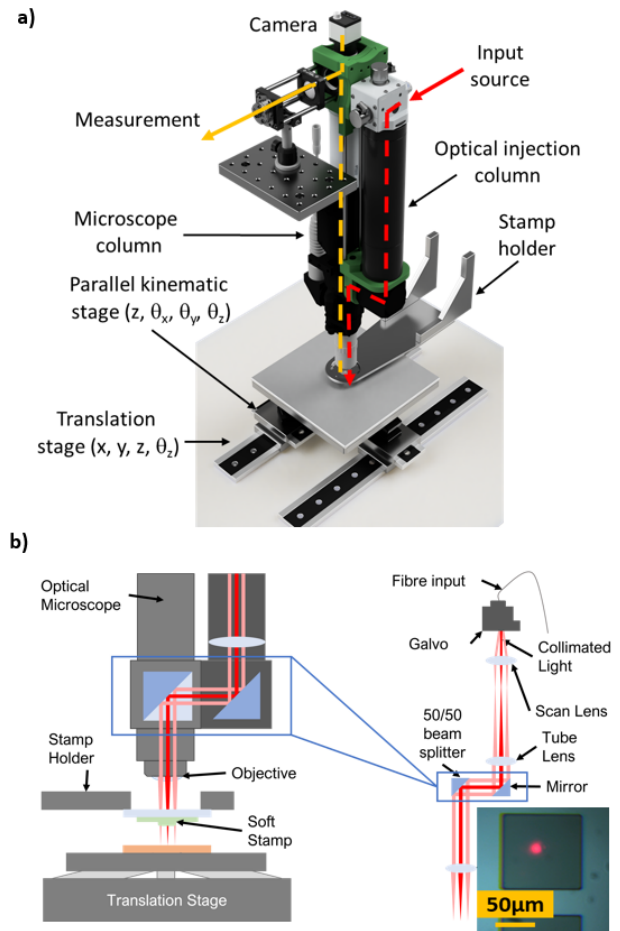 a)
Camera
Input
source
Measurement
Optical injection
column
Microscope
column
Stamp
holder
Parallel kinematic
stage (z, θx, θy, θz)
Translation
stage (x, y, z, θz)
b)
Optical
Microscope
Fibre input
Galvo
Collimated
Light
Scan Lens
50/50
beam
splitter
Tube
Lens
Mirror
Stamp
Holder
Objective
Soft
Stamp
Translation Stage
50µm